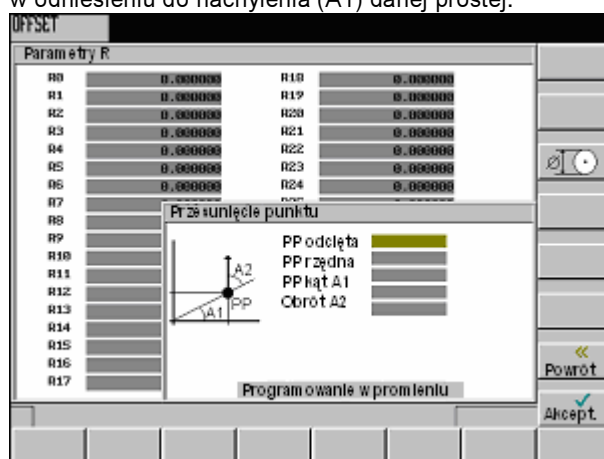 w odniesieniu do nachylenia (A1) danej prostej.
OFFSET
Parametry R
R0 0.000000 R18 0.000000
R1 0.000000 R19 0.000000
R2 0.000000 R20 0.000000
R3 0.000000 R21 0.000000
R4 0.000000 R22 0.000000
R5 0.000000 R23 0.000000
R6 0.000000 R24 0.000000
R7
R8
R9
R10
R11
R12
R13
R14
R15
R16
R17
Przesunięcie punktu
PP odcięta
PP rzędna
PP kąt A1
Obrót A2
A2
PP
A1
Programowanie w promieniu
Powrót
Akcept.